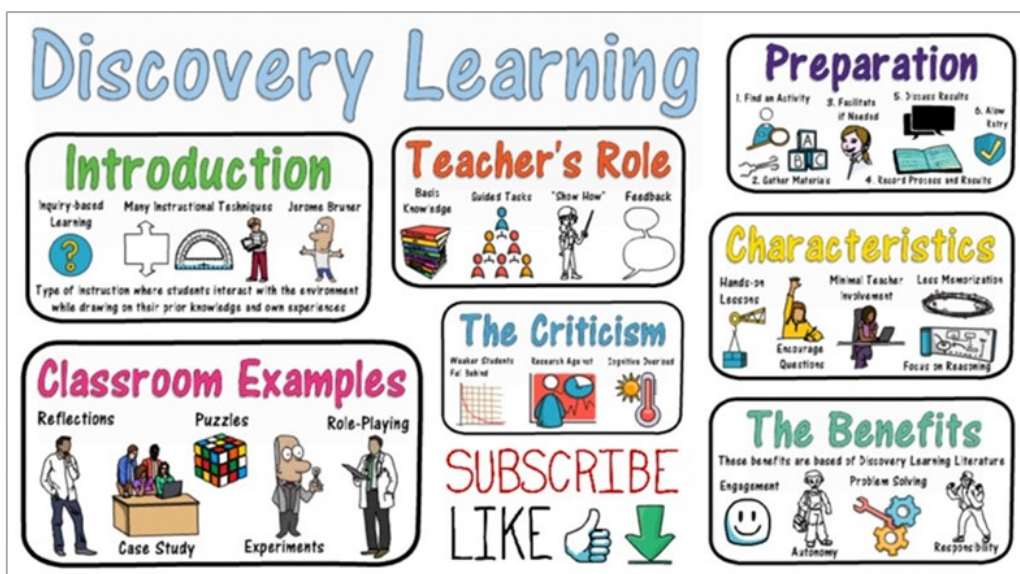 Discovery Learning
Introduction
Inquiry-based
Learning
Many Instructional Techniques
Jerome Bruner
?
Type of instruction where students interact with the environment
while drawing on their prior knowledge and own experiences
Teacher's Role
Basic
Knowledge
Guided Tasks
"Show How"
Feedback
Preparation
1. Find an Activity
3. Facilitate
if Needed
5. Discuss Results
6. Allow
Retry
A
B C
2. Gather Materials
4. Record Process and Results
Characteristics
Hands-on
Lessons
Minimal Teacher
Involvement
Less Memorization
Encourage
Questions
Focus on Reasoning
The Criticism
Weaker Students
Fall Behind
Research Against
Cognitive Overload
Classroom Examples
Reflections
Puzzles
Role-Playing
Case Study
Experiments
SUBSCRIBE
LIKE
The Benefits
These benefits are based of Discovery Learning Literature
Engagement
Problem Solving
Autonomy
Responsibility